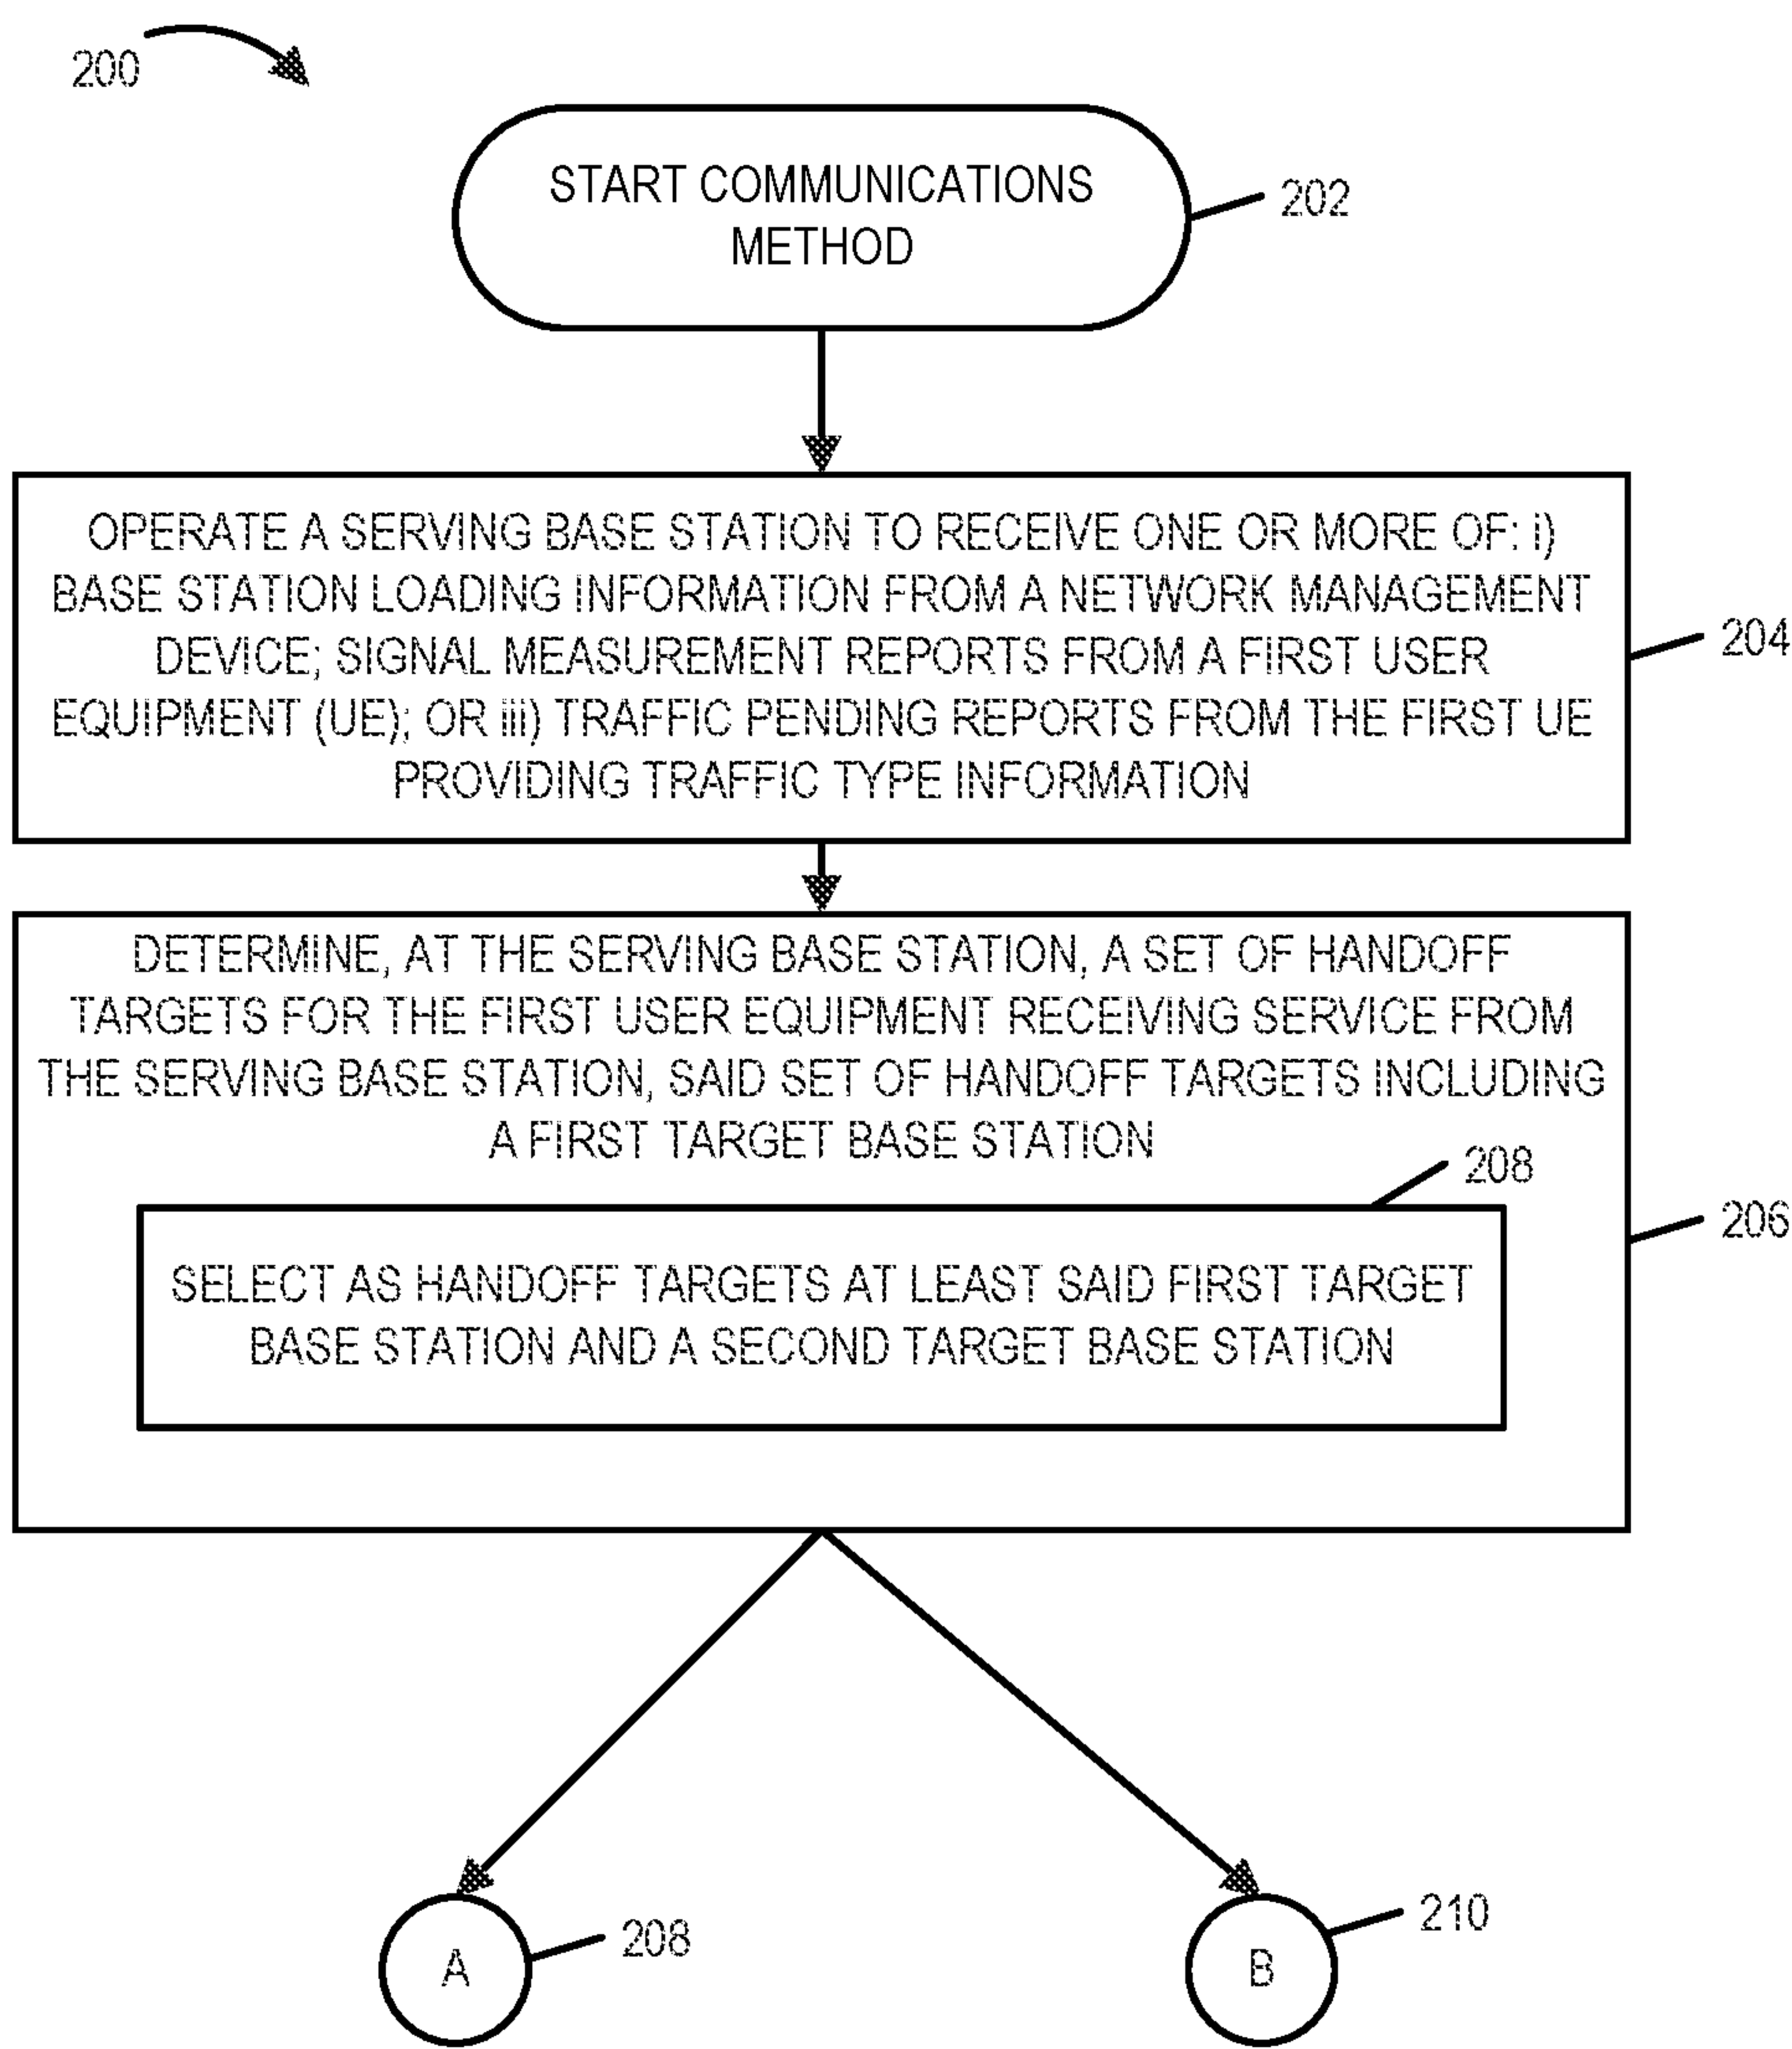 200
START COMMUNICATIONS
METHOD
202
OPERATE A SERVING BASE STATION TO RECEIVE ONE OR MORE OF: i)
BASE STATION LOADING INFORMATION FROM A NETWORK MANAGEMENT
DEVICE; SIGNAL MEASUREMENT REPORTS FROM A FIRST USER
EQUIPMENT (UE); OR iii) TRAFFIC PENDING REPORTS FROM THE FIRST UE
PROVIDING TRAFFIC TYPE INFORMATION
204
DETERMINE, AT THE SERVING BASE STATION, A SET OF HANDOFF
TARGETS FOR THE FIRST USER EQUIPMENT RECEIVING SERVICE FROM
THE SERVING BASE STATION, SAID SET OF HANDOFF TARGETS INCLUDING
A FIRST TARGET BASE STATION
208
206
SELECT AS HANDOFF TARGETS AT LEAST SAID FIRST TARGET
BASE STATION AND A SECOND TARGET BASE STATION
A
208
B
210